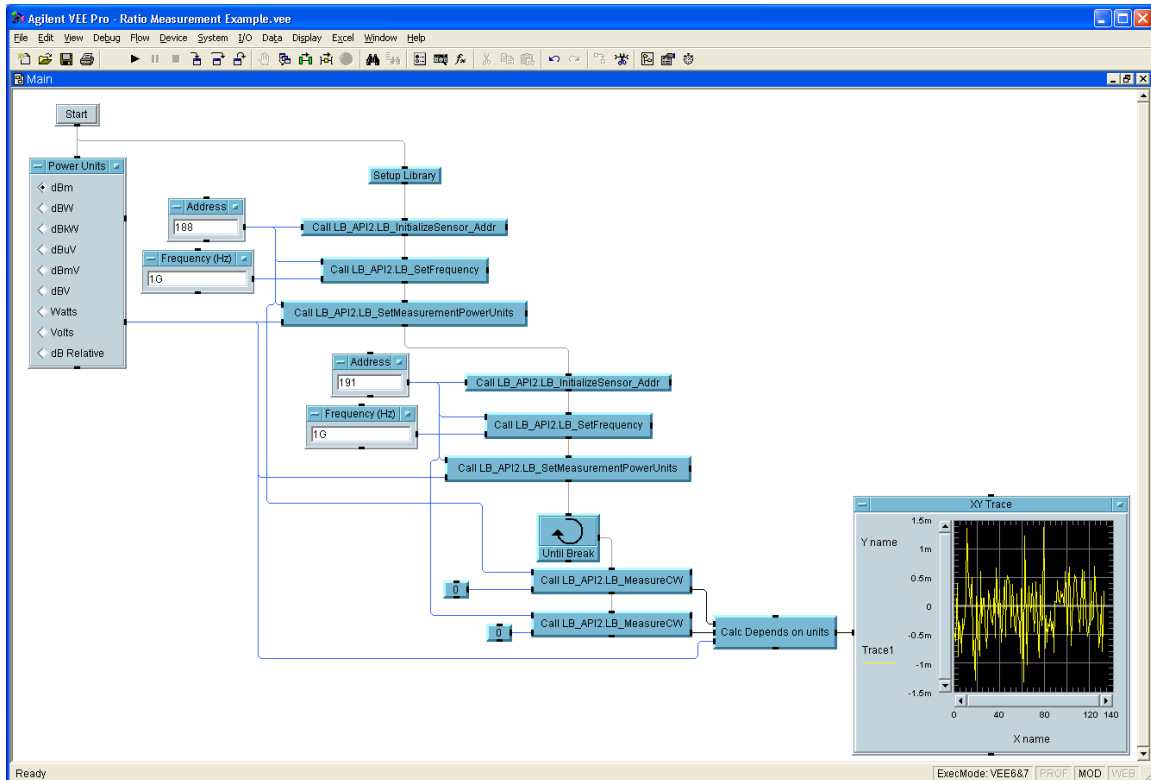 Agilent VEE Pro - Ratio Measurement Example.vee
File Edit View Debug Flow Device System I/O Data Display Excel Window Help
Main
Start
Power Units
dBm
dBW
dBkW
dBuV
dBmV
dBV
Watts
Volts
dB Relative
Setup Library
Address
188
Call LB_API2.LB_InitializeSensor_Addr
Frequency (Hz)
1G
Call LB_API2.LB_SetFrequency
Call LB_API2.LB_SetMeasurementPowerUnits
Address
191
Call LB_API2.LB_InitializeSensor_Addr
Frequency (Hz)
1G
Call LB_API2.LB_SetFrequency
Call LB_API2.LB_SetMeasurementPowerUnits
Until Break
0
Call LB_API2.LB_MeasureCW
0
Call LB_API2.LB_MeasureCW
Calc Depends on units
XY Trace
Y name
1.5m
1m
0.5m
0
-0.5m
-1m
-1.5m
Trace1
0 40 80 120 140
X name
Ready
ExecMode: VEE6&7 PROF MOD WEB